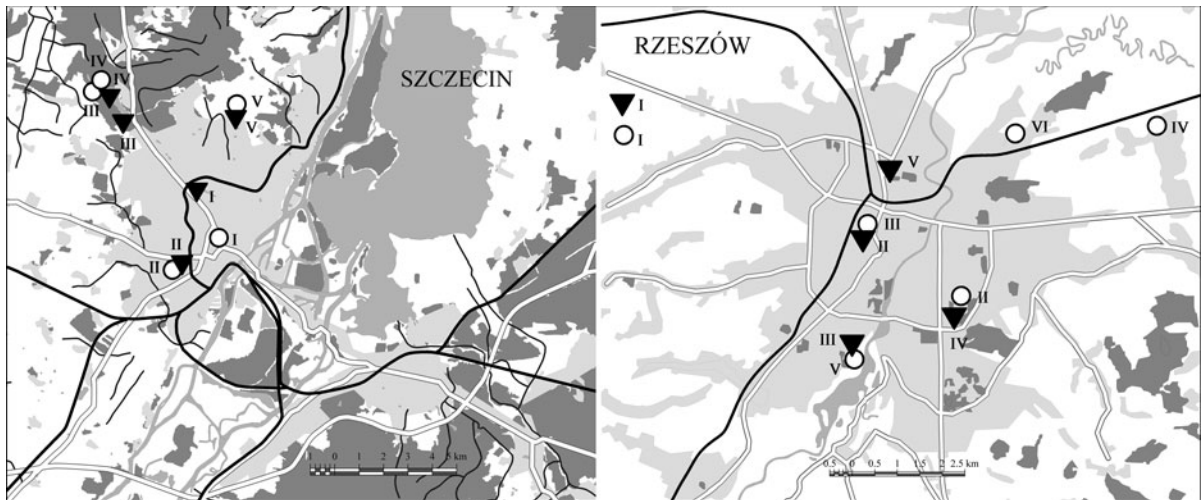 SZCZECIN
IV
IV
III
III
V
V
I
I
II
II
1 0 1 2 3 4 5 km
RZESZÓW
I
I
VI
IV
V
III
II
II
IV
III
V
0.5 0 0.5 1 1.5 2 2.5 km